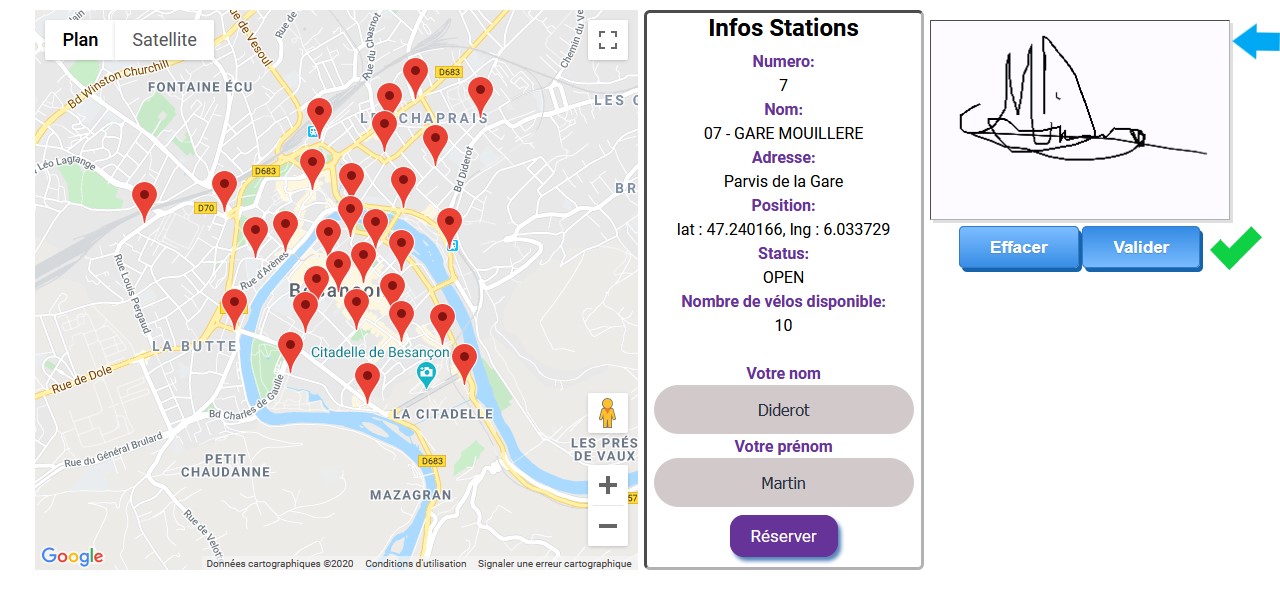 Plan
Satellite
Rue de Vesoul
Rue du Chasnot
Bd Winston Churchill
FONTAINE ÉCU
D683
LES CHAPRAIS
Léo Lagrange
D683
Bd Diderot
D70
BR
Rue d'Arènes
Rue Louis Pergaud
Besançon
LA BUTTE
Citadelle de Besançon
Rue de Dole
Bd Charles de Gaulle
LA CITADELLE
Rue du Général Brulard
LES PRÉS
DE VAUX
PETIT
CHAUDANNE
D683
MAZAGRAN
57
Google
Données cartographiques ©2020
Conditions d'utilisation
Signaler une erreur cartographique
Infos Stations
Numero:
7
Nom:
07 - GARE MOUILLERE
Adresse:
Parvis de la Gare
Position:
lat : 47.240166, lng : 6.033729
Status:
OPEN
Nombre de vélos disponible:
10
Votre nom
Diderot
Votre prénom
Martin
Réserver
Effacer
Valider